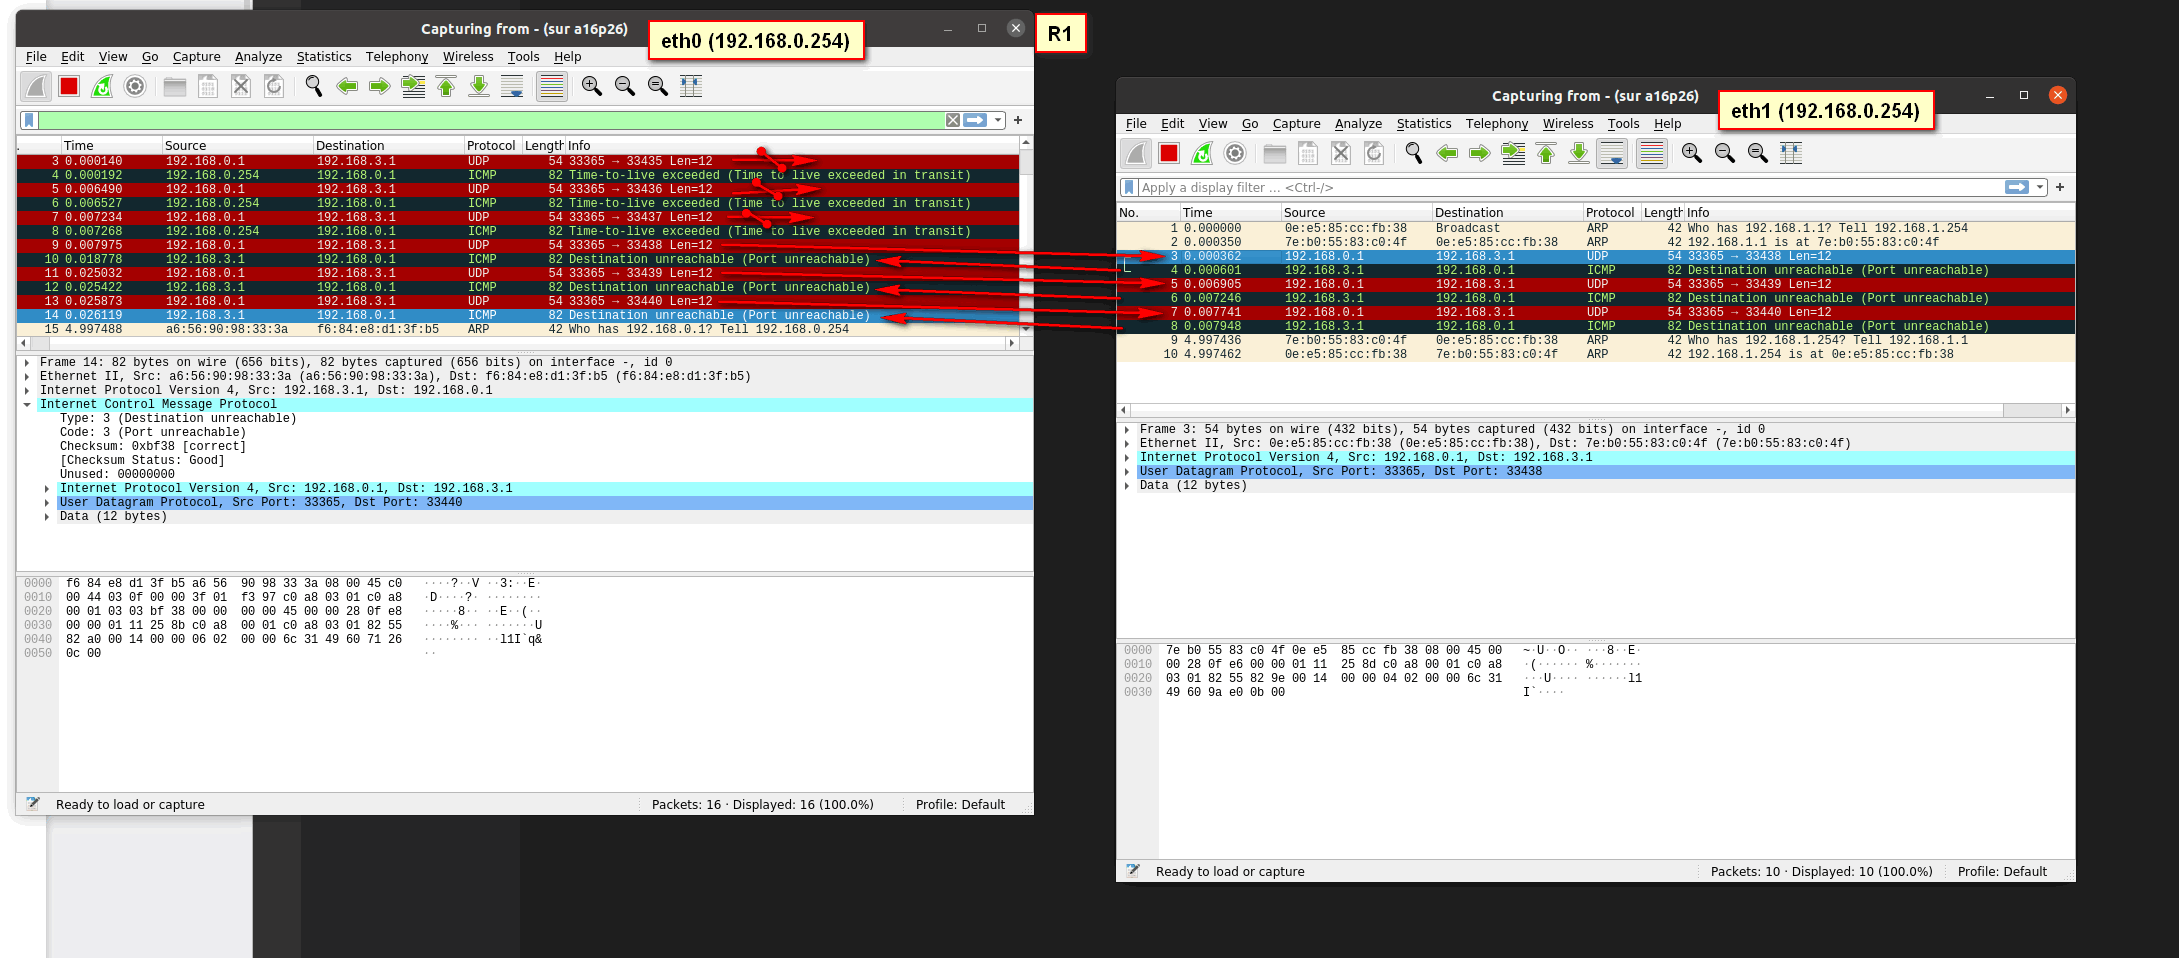 Capturing from - (sur a16p26)
eth0 (192.168.0.254)
R1
File Edit View Go Capture Analyze Statistics Telephony Wireless Tools Help
. Time Source Destination Protocol Length Info
3 0.000140 192.168.0.1 192.168.3.1 UDP 54 33365 → 33435 Len=12
4 0.000192 192.168.0.254 192.168.0.1 ICMP 82 Time-to-live exceeded (Time to live exceeded in transit)
5 0.006490 192.168.0.1 192.168.3.1 UDP 54 33365 → 33436 Len=12
6 0.006527 192.168.0.254 192.168.0.1 ICMP 82 Time-to-live exceeded (Time to live exceeded in transit)
7 0.007234 192.168.0.1 192.168.3.1 UDP 54 33365 → 33437 Len=12
8 0.007268 192.168.0.254 192.168.0.1 ICMP 82 Time-to-live exceeded (Time to live exceeded in transit)
9 0.007975 192.168.0.1 192.168.3.1 UDP 54 33365 → 33438 Len=12
10 0.018778 192.168.3.1 192.168.0.1 ICMP 82 Destination unreachable (Port unreachable)
11 0.025032 192.168.0.1 192.168.3.1 UDP 54 33365 → 33439 Len=12
12 0.025422 192.168.3.1 192.168.0.1 ICMP 82 Destination unreachable (Port unreachable)
13 0.025873 192.168.0.1 192.168.3.1 UDP 54 33365 → 33440 Len=12
14 0.026119 192.168.3.1 192.168.0.1 ICMP 82 Destination unreachable (Port unreachable)
15 4.997488 a6:56:90:98:33:3a f6:84:e8:d1:3f:b5 ARP 42 Who has 192.168.0.1? Tell 192.168.0.254
Frame 14: 82 bytes on wire (656 bits), 82 bytes captured (656 bits) on interface -, id 0
Ethernet II, Src: a6:56:90:98:33:3a (a6:56:90:98:33:3a), Dst: f6:84:e8:d1:3f:b5 (f6:84:e8:d1:3f:b5)
Internet Protocol Version 4, Src: 192.168.3.1, Dst: 192.168.0.1
Internet Control Message Protocol
Type: 3 (Destination unreachable)
Code: 3 (Port unreachable)
Checksum: 0xbf38 [correct]
[Checksum Status: Good]
Unused: 00000000
Internet Protocol Version 4, Src: 192.168.0.1, Dst: 192.168.3.1
User Datagram Protocol, Src Port: 33365, Dst Port: 33440
Data (12 bytes)
0000 f6 84 e8 d1 3f b5 a6 56 90 98 33 3a 08 00 45 c0 ····?··V ··3:··E·
0010 00 44 03 0f 00 00 3f 01 f3 97 c0 a8 03 01 c0 a8 ·D····?· ········
0020 00 01 03 03 bf 38 00 00 00 00 45 00 00 28 0f e8 ·····8·· ··E··(··
0030 00 00 01 11 25 8b c0 a8 00 01 c0 a8 03 01 82 55 ····%··· ·······U
0040 82 a0 00 14 00 00 06 02 00 00 6c 31 49 60 71 26 ········ ··l1I`q&
0050 0c 00 ··
Ready to load or capture
Packets: 16 · Displayed: 16 (100.0%)
Profile: Default
Capturing from - (sur a16p26)
eth1 (192.168.0.254)
File Edit View Go Capture Analyze Statistics Telephony Wireless Tools Help
Apply a display filter ... <Ctrl-/>
No. Time Source Destination Protocol Length Info
1 0.000000 0e:e5:85:cc:fb:38 Broadcast ARP 42 Who has 192.168.1.1? Tell 192.168.1.254
2 0.000350 7e:b0:55:83:c0:4f 0e:e5:85:cc:fb:38 ARP 42 192.168.1.1 is at 7e:b0:55:83:c0:4f
3 0.000362 192.168.0.1 192.168.3.1 UDP 54 33365 → 33438 Len=12
4 0.000601 192.168.3.1 192.168.0.1 ICMP 82 Destination unreachable (Port unreachable)
5 0.006905 192.168.0.1 192.168.3.1 UDP 54 33365 → 33439 Len=12
6 0.007246 192.168.3.1 192.168.0.1 ICMP 82 Destination unreachable (Port unreachable)
7 0.007741 192.168.0.1 192.168.3.1 UDP 54 33365 → 33440 Len=12
8 0.007948 192.168.3.1 192.168.0.1 ICMP 82 Destination unreachable (Port unreachable)
9 4.997436 7e:b0:55:83:c0:4f 0e:e5:85:cc:fb:38 ARP 42 Who has 192.168.1.254? Tell 192.168.1.1
10 4.997462 0e:e5:85:cc:fb:38 7e:b0:55:83:c0:4f ARP 42 192.168.1.254 is at 0e:e5:85:cc:fb:38
Frame 3: 54 bytes on wire (432 bits), 54 bytes captured (432 bits) on interface -, id 0
Ethernet II, Src: 0e:e5:85:cc:fb:38 (0e:e5:85:cc:fb:38), Dst: 7e:b0:55:83:c0:4f (7e:b0:55:83:c0:4f)
Internet Protocol Version 4, Src: 192.168.0.1, Dst: 192.168.3.1
User Datagram Protocol, Src Port: 33365, Dst Port: 33438
Data (12 bytes)
0000 7e b0 55 83 c0 4f 0e e5 85 cc fb 38 08 00 45 00 ~·U··O·· ···8··E·
0010 00 28 0f e6 00 00 01 11 25 8d c0 a8 00 01 c0 a8 ·(······ %·······
0020 03 01 82 55 82 9e 00 14 00 00 04 02 00 00 6c 31 ···U···· ······l1
0030 49 60 9a e0 0b 00 I`····
Ready to load or capture
Packets: 10 · Displayed: 10 (100.0%)
Profile: Default